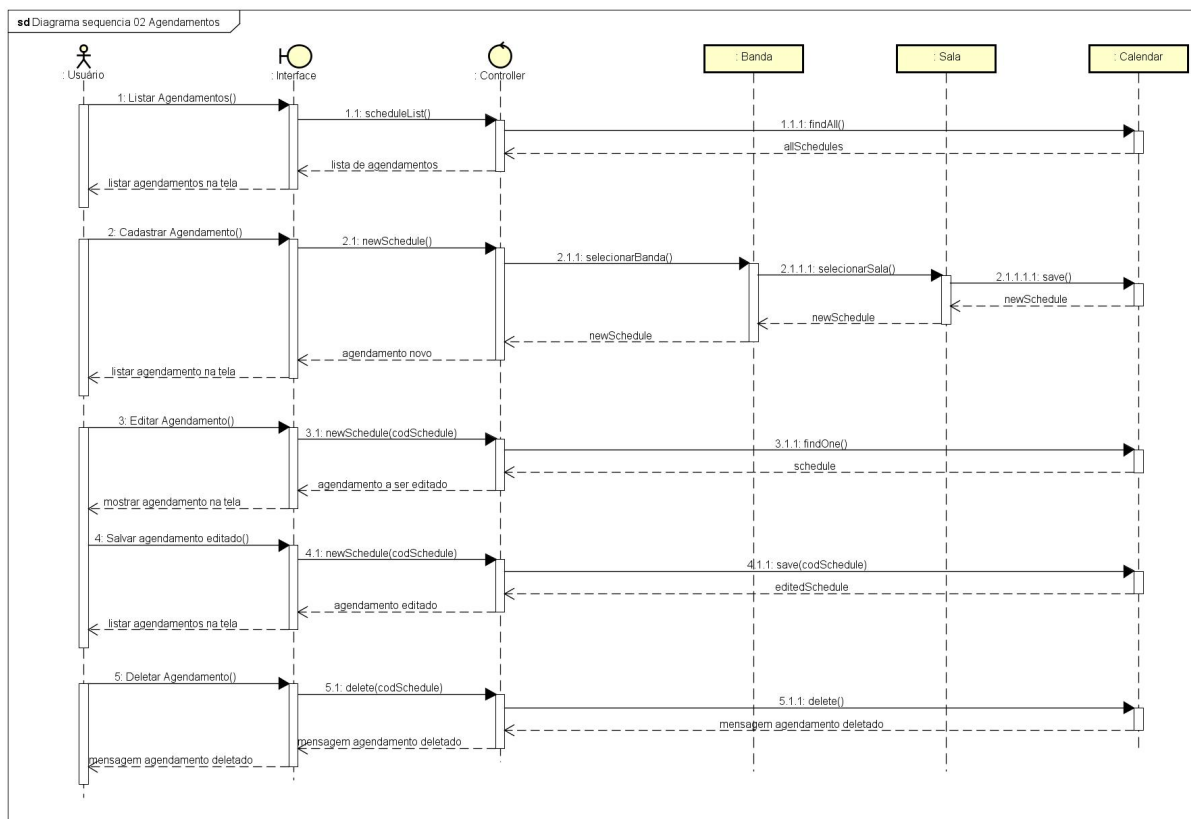 sd Diagrama sequencia 02 Agendamentos
: Usuário
: Interface
: Controller
: Banda
: Sala
: Calendar
1: Listar Agendamentos()
1.1: scheduleList()
1.1.1: findAll()
allSchedules
lista de agendamentos
listar agendamentos na tela
2: Cadastrar Agendamento()
2.1: newSchedule()
2.1.1: selecionarBanda()
2.1.1.1: selecionarSala()
2.1.1.1.1: save()
newSchedule
newSchedule
newSchedule
agendamento novo
listar agendamento na tela
3: Editar Agendamento()
3.1: newSchedule(codSchedule)
3.1.1: findOne()
schedule
agendamento a ser editado
mostrar agendamento na tela
4: Salvar agendamento editado()
4.1: newSchedule(codSchedule)
4.1.1: save(codSchedule)
editedSchedule
agendamento editado
listar agendamentos na tela
5: Deletar Agendamento()
5.1: delete(codSchedule)
5.1.1: delete()
mensagem agendamento deletado
mensagem agendamento deletado
mensagem agendamento deletado